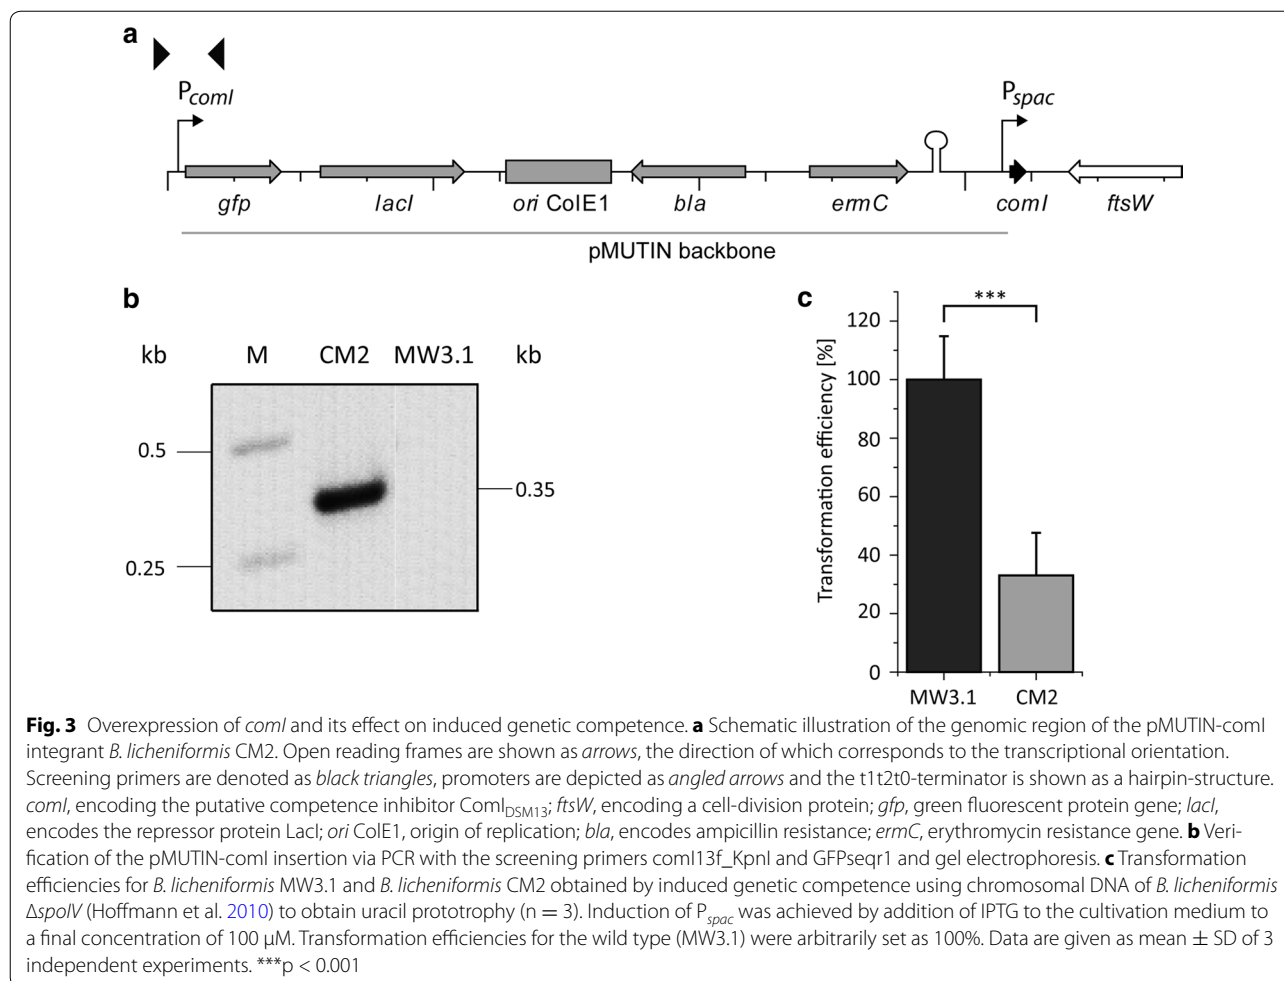 a
PcomI
Pspac
gfp
lacI
ori ColE1
bla
ermC
comI
ftsW
pMUTIN backbone
b
kb
M
CM2
MW3.1
kb
0.5
0.35
0.25
c
***
Transformation efficiency [%]
120
100
80
60
40
20
0
MW3.1
CM2
Fig. 3 Overexpression of comI and its effect on induced genetic competence. a Schematic illustration of the genomic region of the pMUTIN-comI
integrant B. licheniformis CM2. Open reading frames are shown as arrows, the direction of which corresponds to the transcriptional orientation.
Screening primers are denoted as black triangles, promoters are depicted as angled arrows and the t1t2t0-terminator is shown as a hairpin-structure.
comI, encoding the putative competence inhibitor ComIDSM13; ftsW, encoding a cell-division protein; gfp, green fluorescent protein gene; lacI,
encodes the repressor protein LacI; ori ColE1, origin of replication; bla, encodes ampicillin resistance; ermC, erythromycin resistance gene. b Veri-
fication of the pMUTIN-comI insertion via PCR with the screening primers comI13f_KpnI and GFPseqr1 and gel electrophoresis. c Transformation
efficiencies for B. licheniformis MW3.1 and B. licheniformis CM2 obtained by induced genetic competence using chromosomal DNA of B. licheniformis
ΔspoIV (Hoffmann et al. 2010) to obtain uracil prototrophy (n = 3). Induction of Pspac was achieved by addition of IPTG to the cultivation medium to
a final concentration of 100 µM. Transformation efficiencies for the wild type (MW3.1) were arbitrarily set as 100%. Data are given as mean ± SD of 3
independent experiments. ***p < 0.001